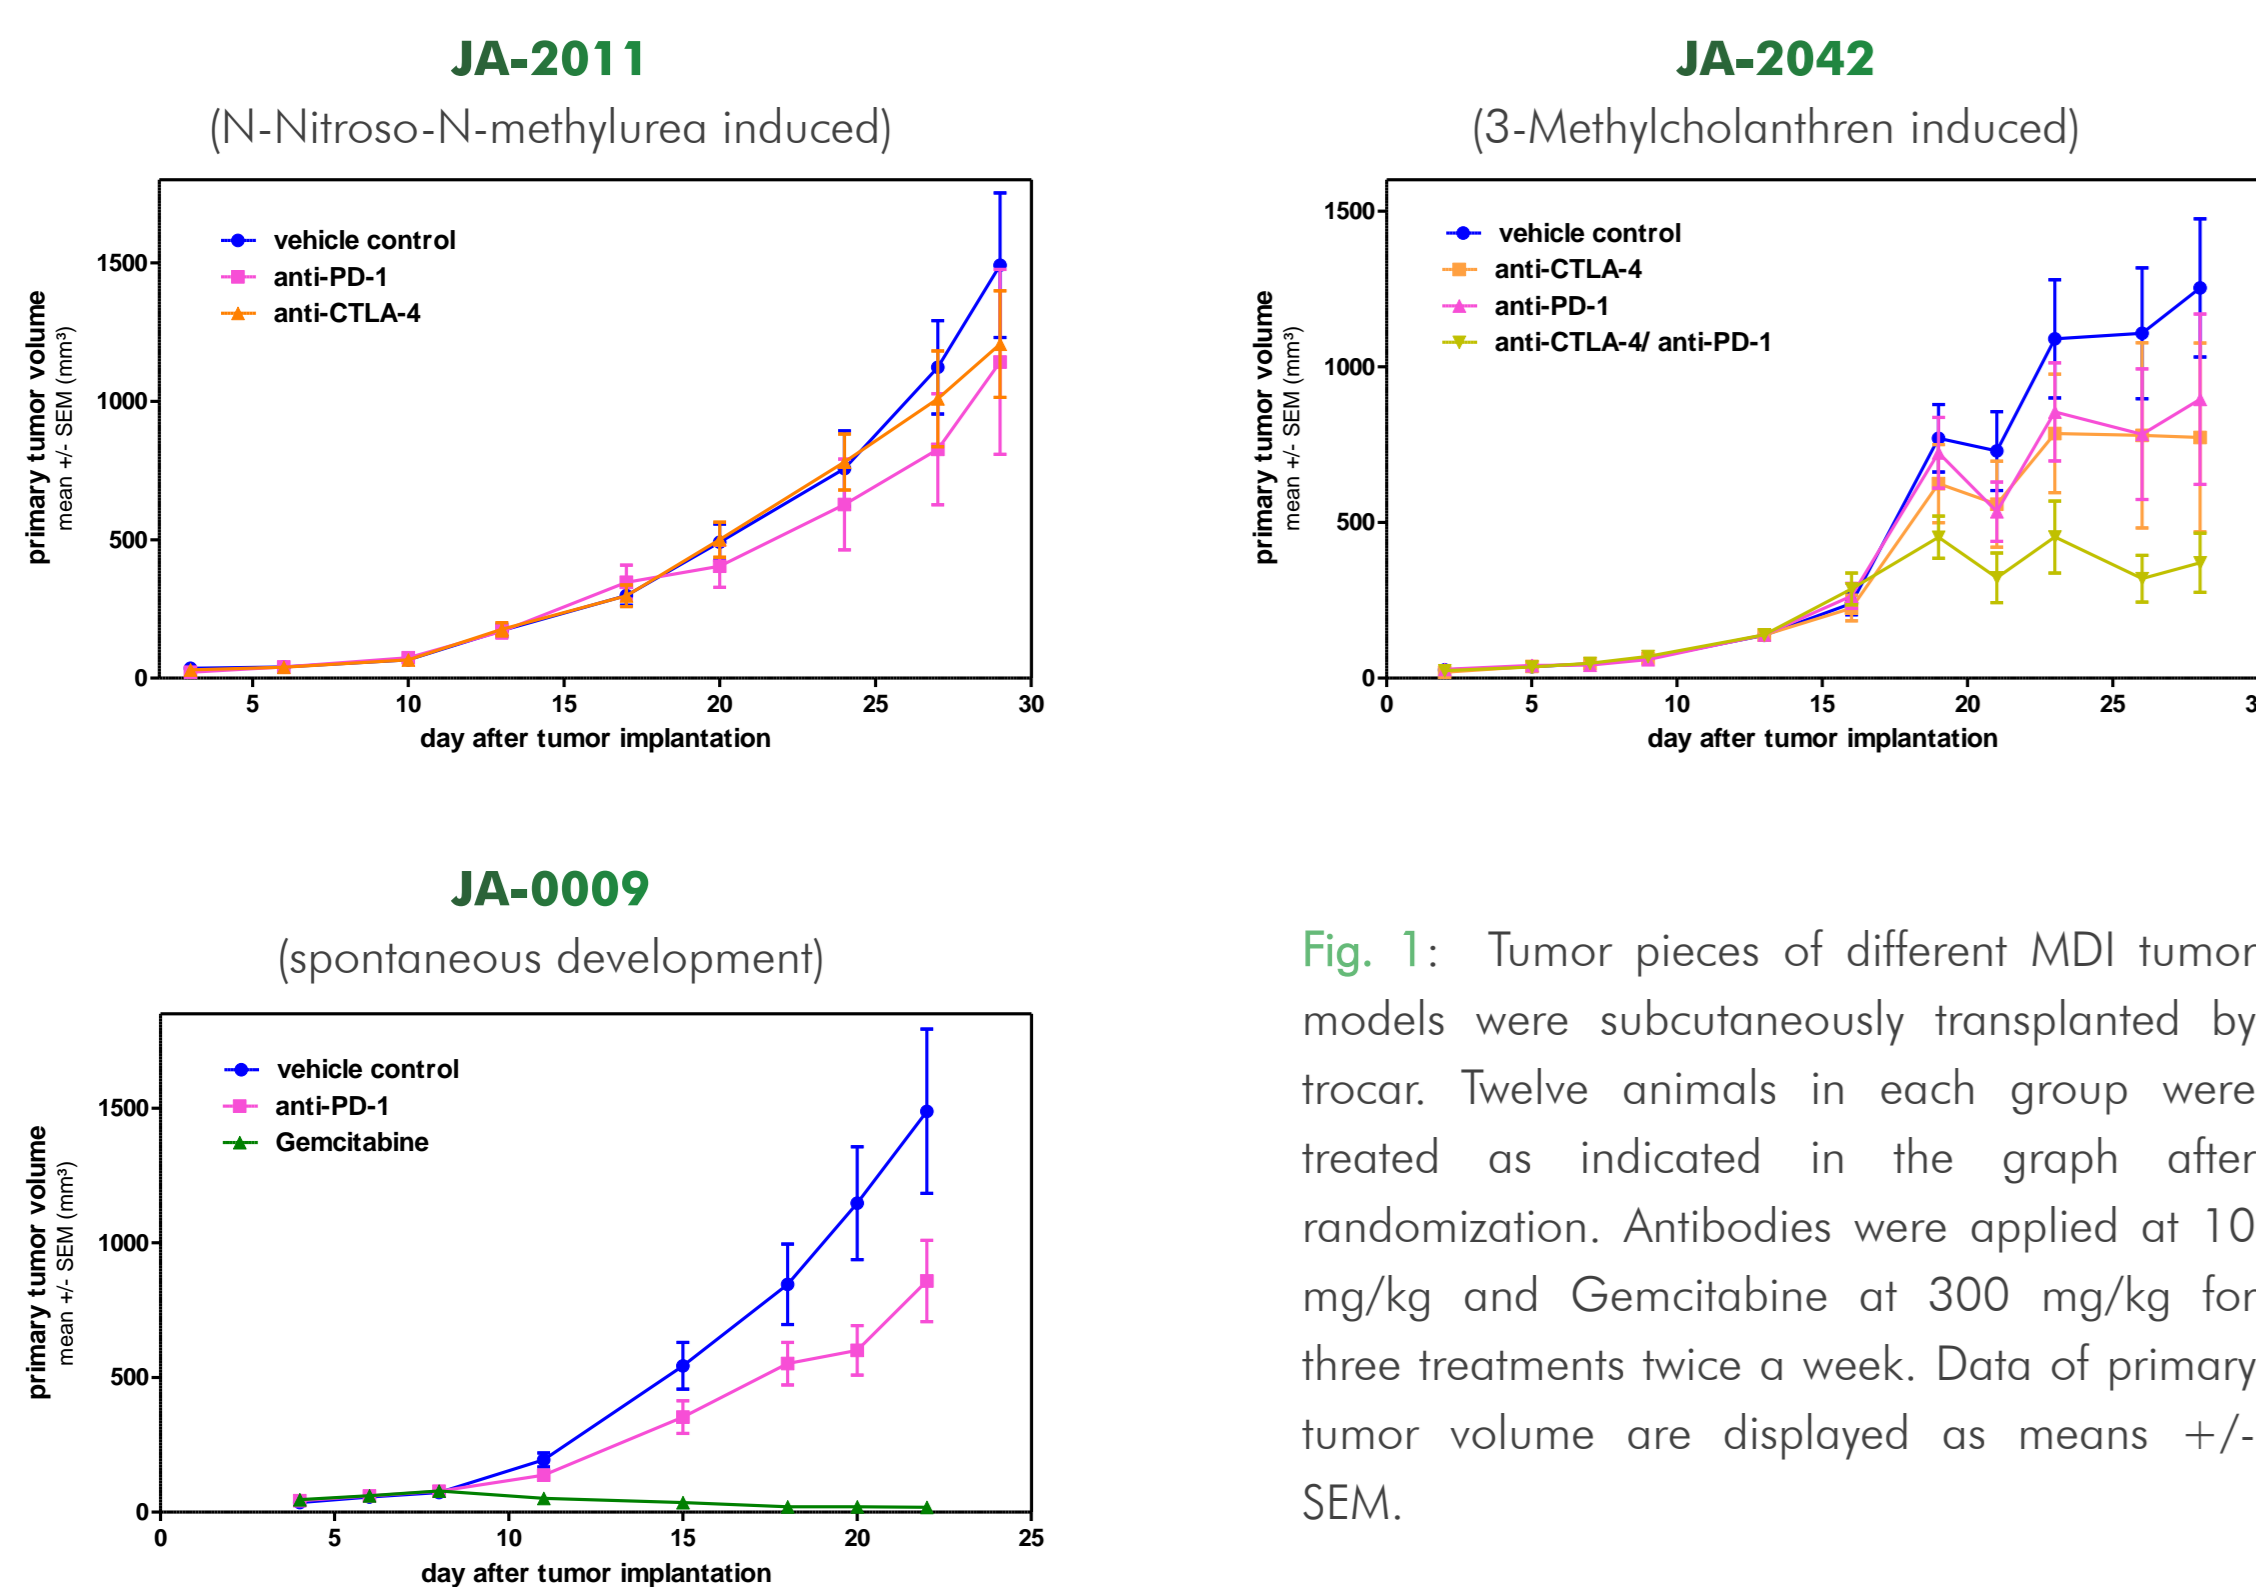 JA-2011
(N-Nitroso-N-methylurea induced)
primary tumor volume
mean +/- SEM (mm³)
1500
1000
500
0
vehicle control
anti-PD-1
anti-CTLA-4
5 10 15 20 25 30
day after tumor implantation
JA-2042
(3-Methylcholanthren induced)
primary tumor volume
mean +/- SEM (mm³)
1500
1000
500
0
vehicle control
anti-CTLA-4
anti-PD-1
anti-CTLA-4/ anti-PD-1
0 5 10 15 20 25 3
day after tumor implantation
JA-0009
(spontaneous development)
primary tumor volume
mean +/- SEM (mm³)
1500
1000
500
0
vehicle control
anti-PD-1
Gemcitabine
0 5 10 15 20 25
day after tumor implantation
Fig. 1: Tumor pieces of different MDI tumor
models were subcutaneously transplanted by
trocar. Twelve animals in each group were
treated as indicated in the graph after
randomization. Antibodies were applied at 10
mg/kg and Gemcitabine at 300 mg/kg for
three treatments twice a week. Data of primary
tumor volume are displayed as means +/-
SEM.